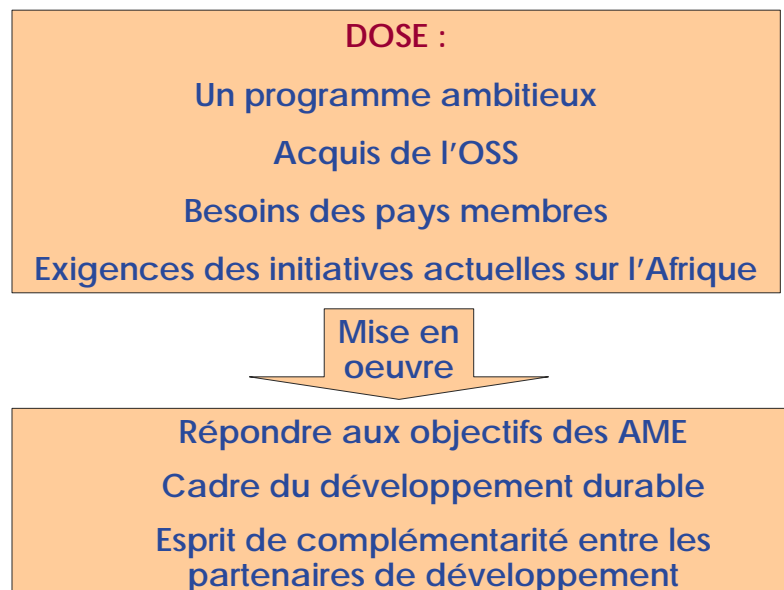 DOSE :
Un programme ambitieux
Acquis de l'OSS
Besoins des pays membres
Exigences des initiatives actuelles sur l'Afrique
Mise en
oeuvre
Répondre aux objectifs des AME
Cadre du développement durable
Esprit de complémentarité entre les
partenaires de développement